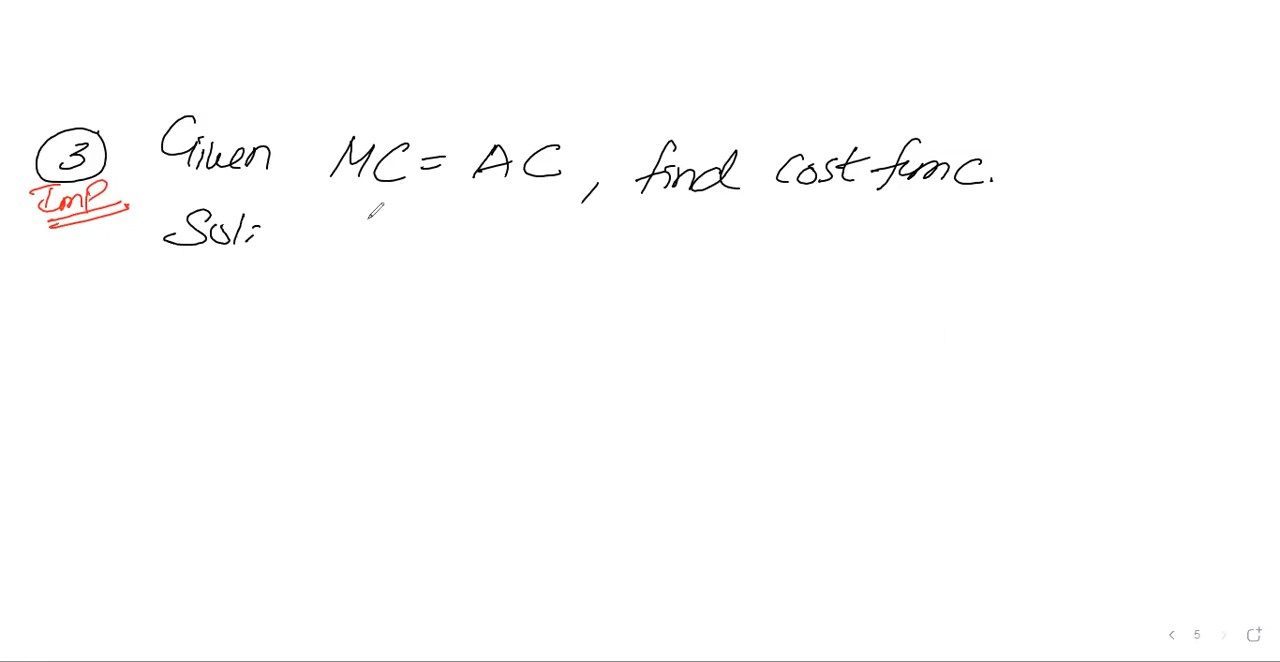 3 Given MC = AC, find cost func.
Imp
Sol:
5